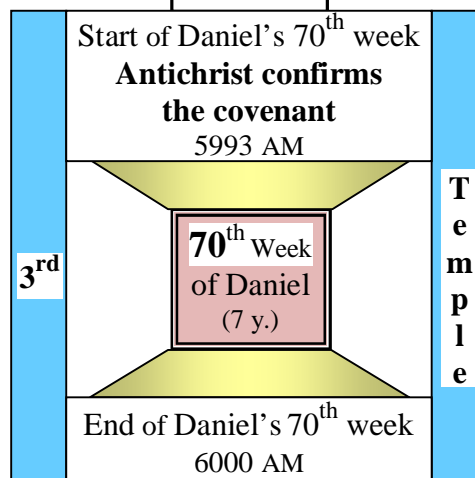 Start of Daniel's 70th week
Antichrist confirms
the covenant
5993 AM
3rd
70th Week
of Daniel
(7 y.)
Temple
End of Daniel's 70th week
6000 AM